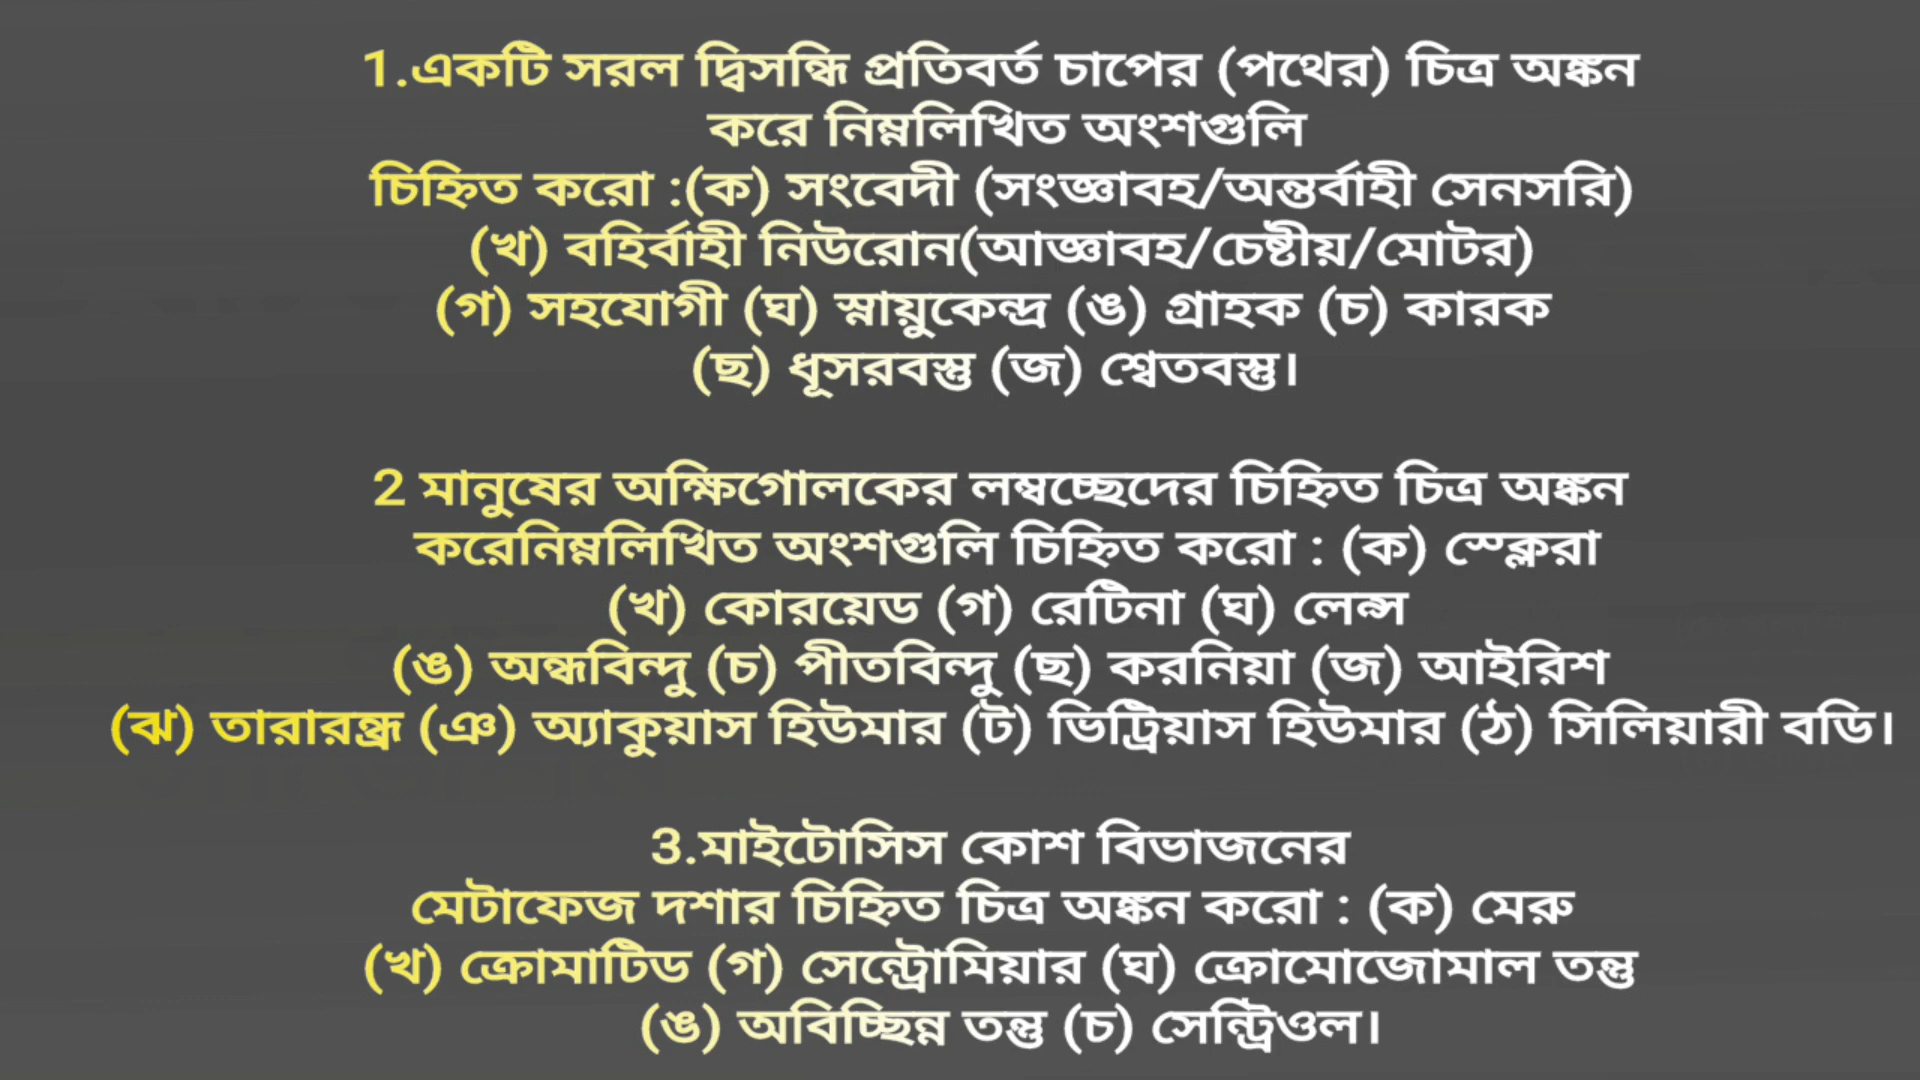 1.একটি সরল দ্বিসন্ধি প্রতিবর্ত চাপের (পথের) চিত্র অঙ্কন
করে নিম্নলিখিত অংশগুলি
চিহ্নিত করো :(ক) সংবেদী (সংজ্ঞাবহ/অন্তর্বাহী সেনসরি)
(খ) বহির্বাহী নিউরোন(আজ্ঞাবহ/চেষ্টীয়/মোটর)
(গ) সহযোগী (ঘ) স্নায়ুকেন্দ্র (ঙ) গ্রাহক (চ) কারক
(ছ) ধূসরবস্তু (জ) শ্বেতবস্তু।
2 মানুষের অক্ষিগোলকের লম্বচ্ছেদের চিহ্নিত চিত্র অঙ্কন
করেনিম্নলিখিত অংশগুলি চিহ্নিত করো : (ক) স্ক্লেরা
(খ) কোরয়েড (গ) রেটিনা (ঘ) লেন্স
(ঙ) অন্ধবিন্দু (চ) পীতবিন্দু (ছ) করনিয়া (জ) আইরিশ
(ঝ) তারারন্ধ্র (ঞ) অ্যাকুয়াস হিউমার (ট) ভিট্রিয়াস হিউমার (ঠ) সিলিয়ারী বডি।
3.মাইটোসিস কোশ বিভাজনের
মেটাফেজ দশার চিহ্নিত চিত্র অঙ্কন করো : (ক) মেরু
(খ) ক্রোমাটিড (গ) সেন্ট্রোমিয়ার (ঘ) ক্রোমোজোমাল তন্তু
(ঙ) অবিচ্ছিন্ন তন্তু (চ) সেন্ট্রিওল।